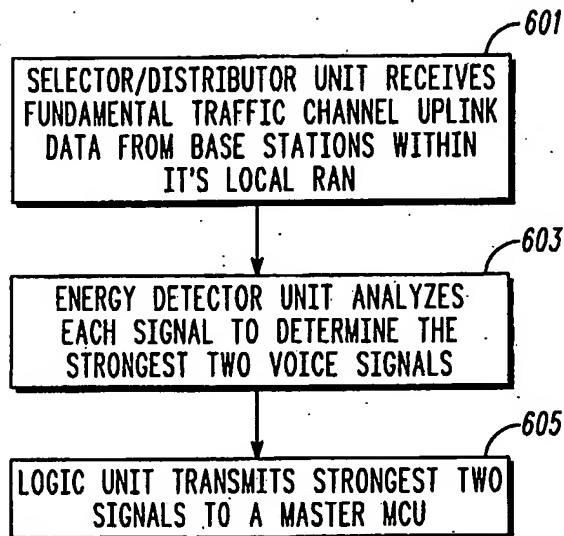 601
SELECTOR/DISTRIBUTOR UNIT RECEIVES
FUNDAMENTAL TRAFFIC CHANNEL UPLINK
DATA FROM BASE STATIONS WITHIN
IT'S LOCAL RAN
603
ENERGY DETECTOR UNIT ANALYZES
EACH SIGNAL TO DETERMINE THE
STRONGEST TWO VOICE SIGNALS
605
LOGIC UNIT TRANSMITS STRONGEST TWO
SIGNALS TO A MASTER MCU